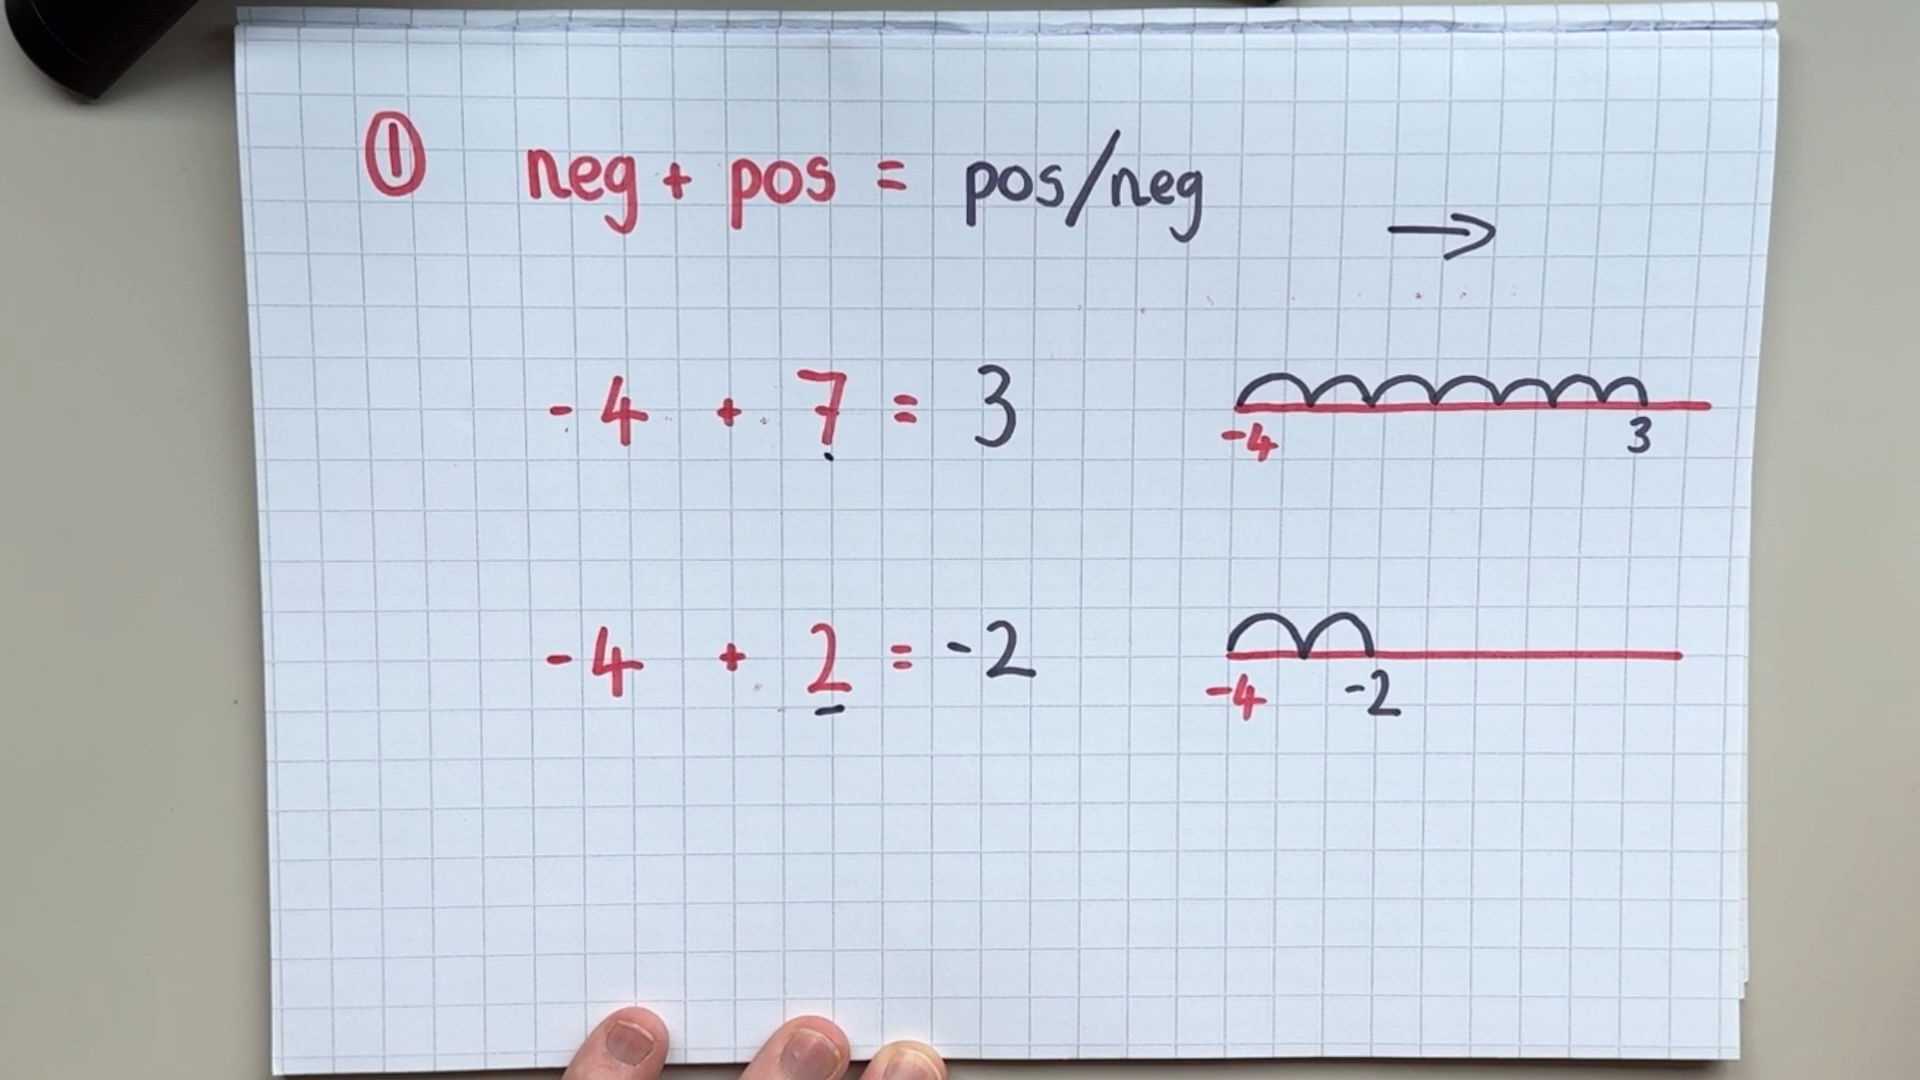 ① neg + pos = pos/neg
→
-4 + 7 = 3
-4 3
-4 + 2 = -2
-4 -2